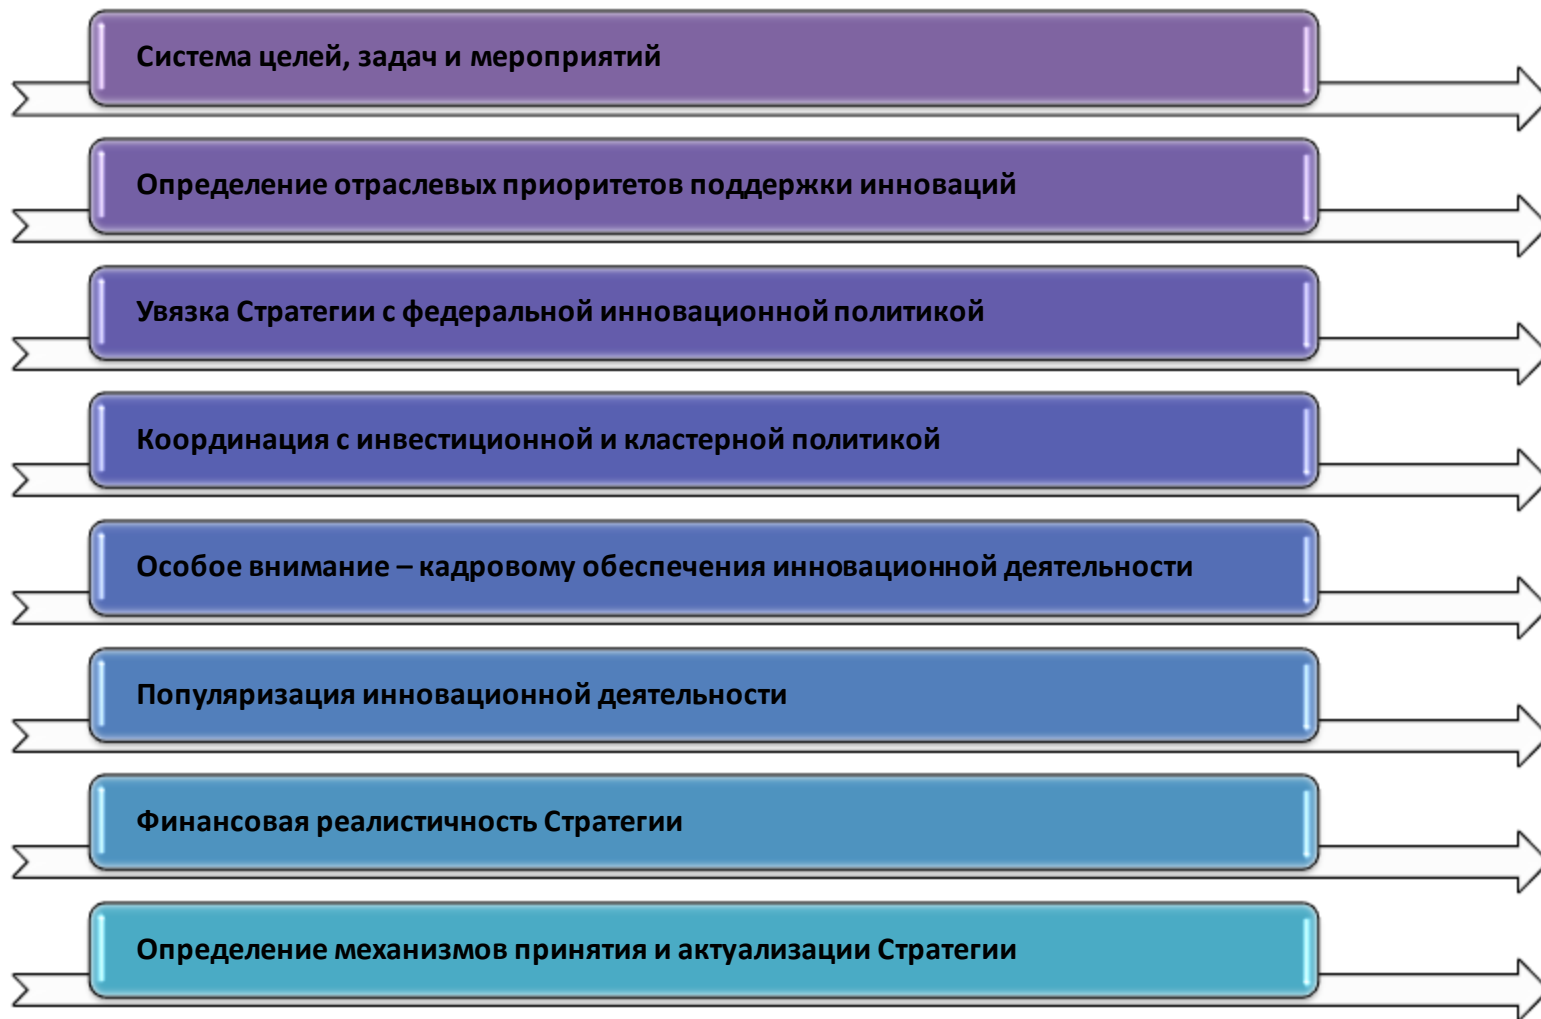 Система целей, задач и мероприятий
Определение отраслевых приоритетов поддержки инноваций
Увязка Стратегии с федеральной инновационной политикой
Координация с инвестиционной и кластерной политикой
Особое внимание – кадровому обеспечения инновационной деятельности
Популяризация инновационной деятельности
Финансовая реалистичность Стратегии
Определение механизмов принятия и актуализации Стратегии